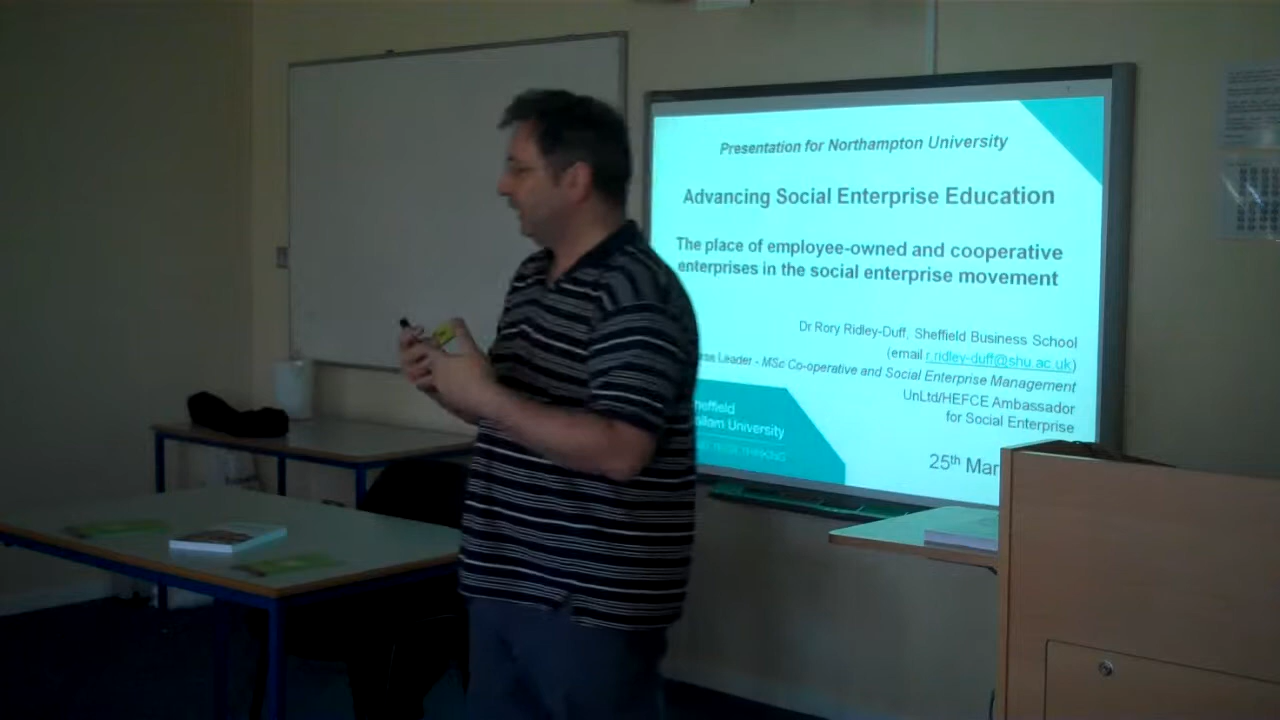 Presentation for Northampton University
Advancing Social Enterprise Education
The place of employee-owned and cooperative
enterprises in the social enterprise movement
Dr Rory Ridley-Duff, Sheffield Business School
(email r.ridley-duff@shu.ac.uk)
Leader - MSc Co-operative and Social Enterprise Management
UnLtd/HEFCE Ambassador
for Social Enterprise
University
25th Mar